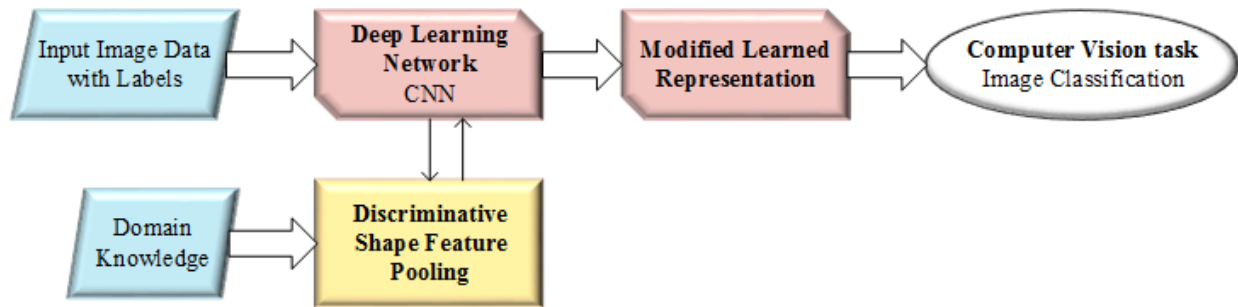 Input Image Data
with Labels
Deep Learning
Network
CNN
Modified Learned
Representation
Computer Vision task
Image Classification
Domain
Knowledge
Discriminative
Shape Feature
Pooling